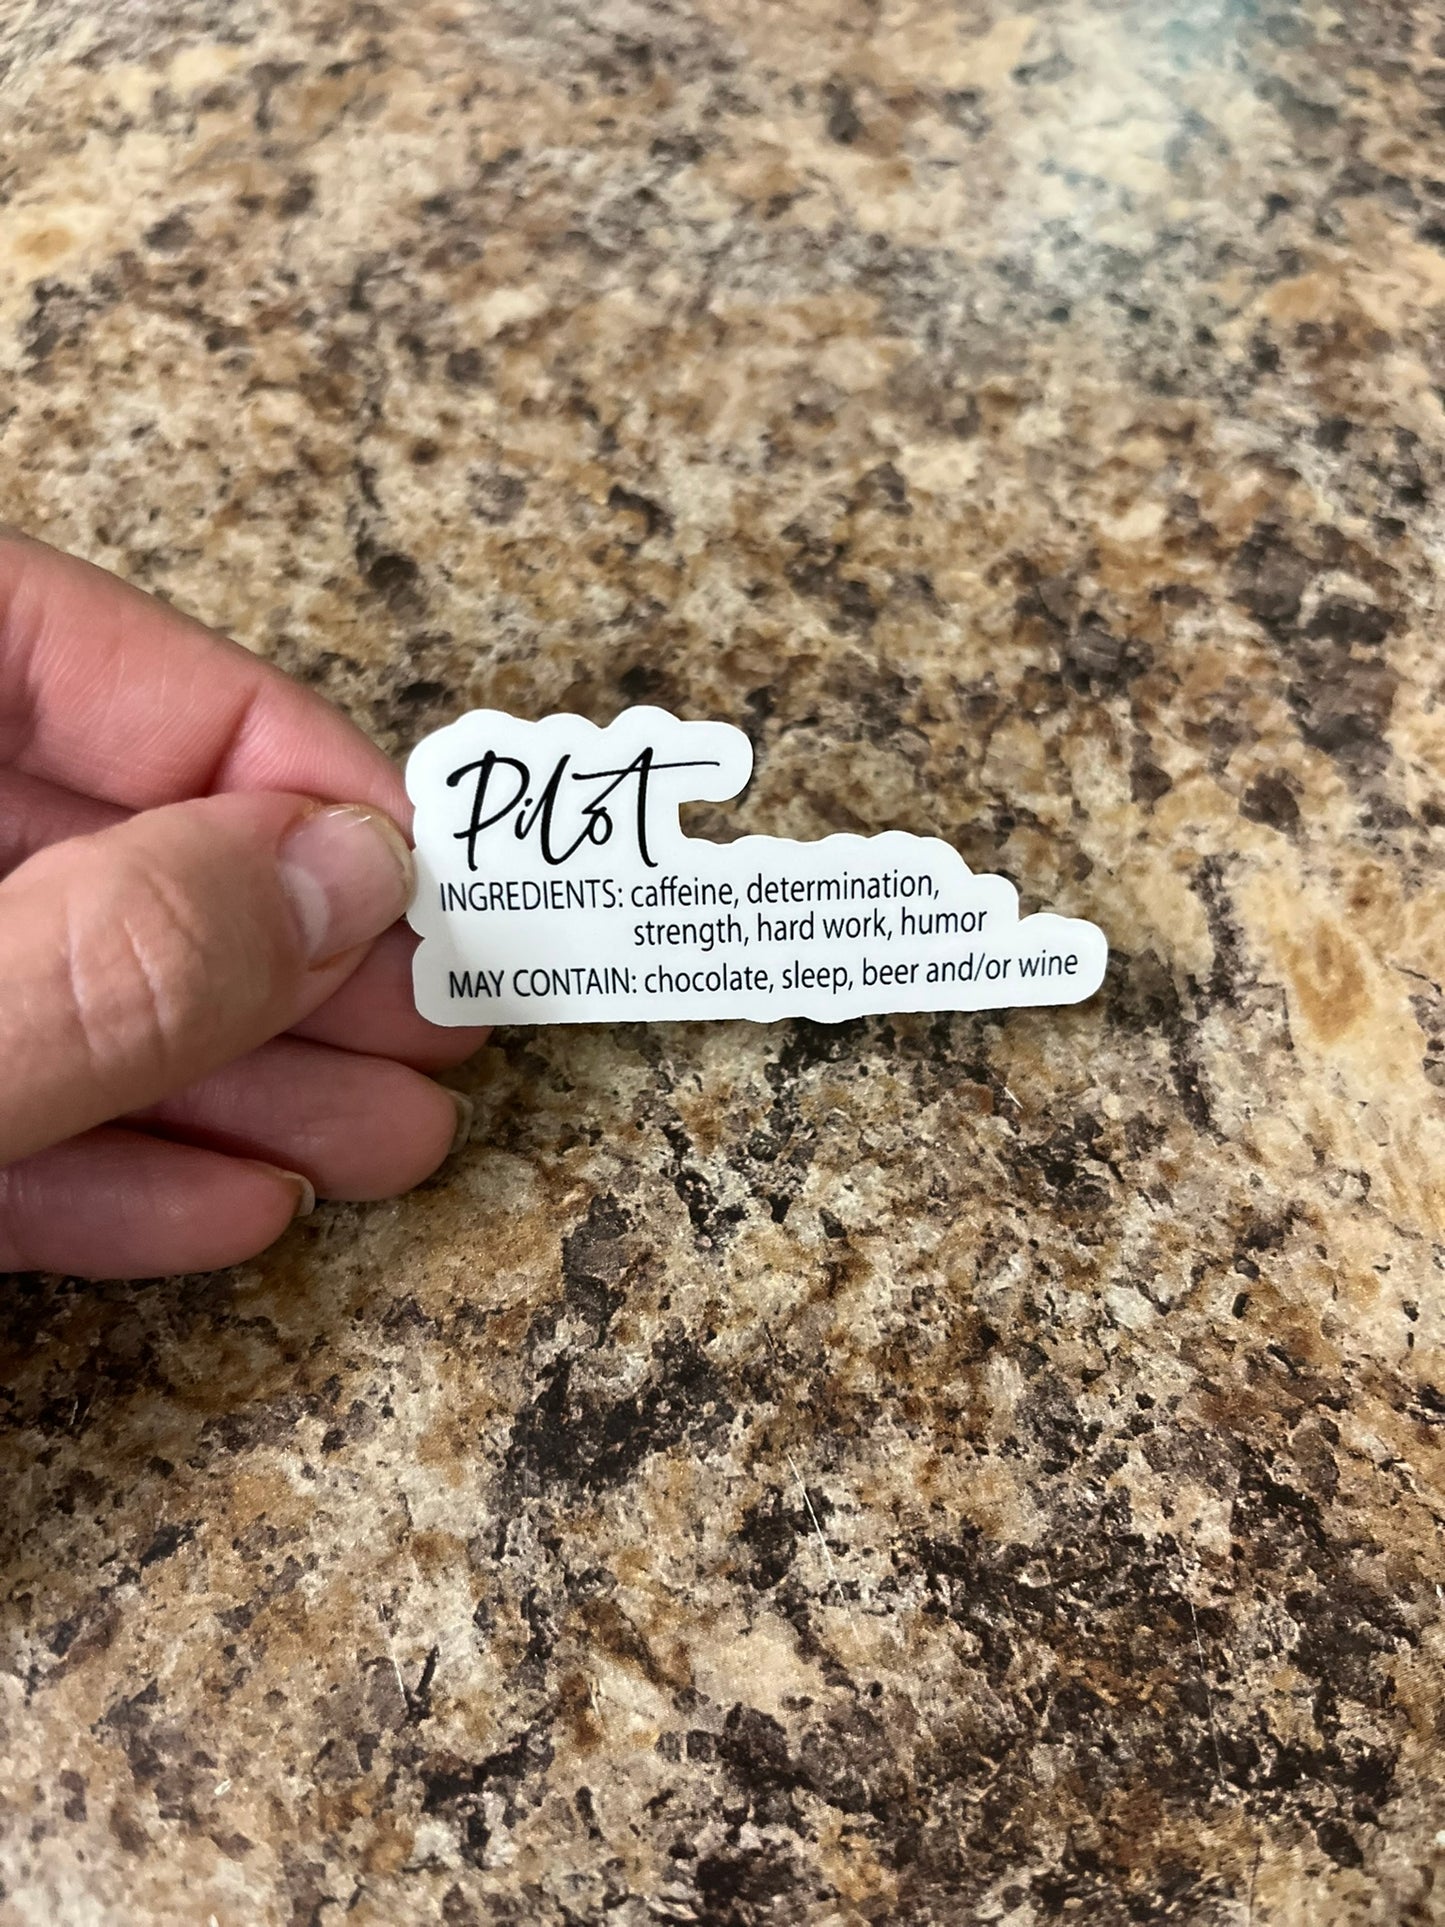 Pilot
INGREDIENTS: caffeine, determination,
strength, hard work, humor
MAY CONTAIN: chocolate, sleep, beer and/or wine